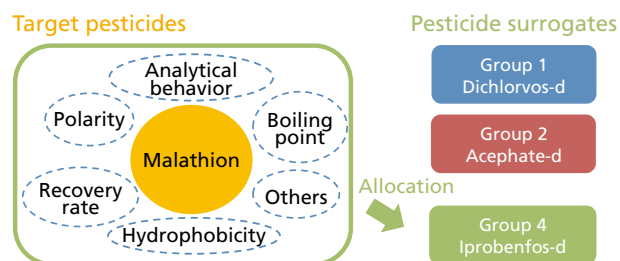 Target pesticides
Analytical
behavior
Polarity
Boiling
point
Malathion
Recovery
rate
Others
Hydrophobicity
Allocation
Pesticide surrogates
Group 1
Dichlorvos-d
Group 2
Acephate-d
Group 4
Iprobenfos-d